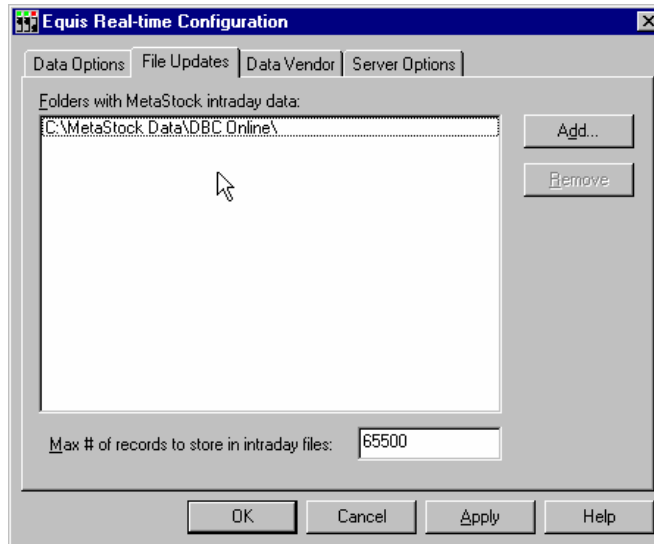 Equis Real-time Configuration
Data Options File Updates Data Vendor Server Options
Folders with MetaStock intraday data:
C:\MetaStock Data\DBC Online\
Add...
Remove
Max # of records to store in intraday files: 65500
OK Cancel Apply Help